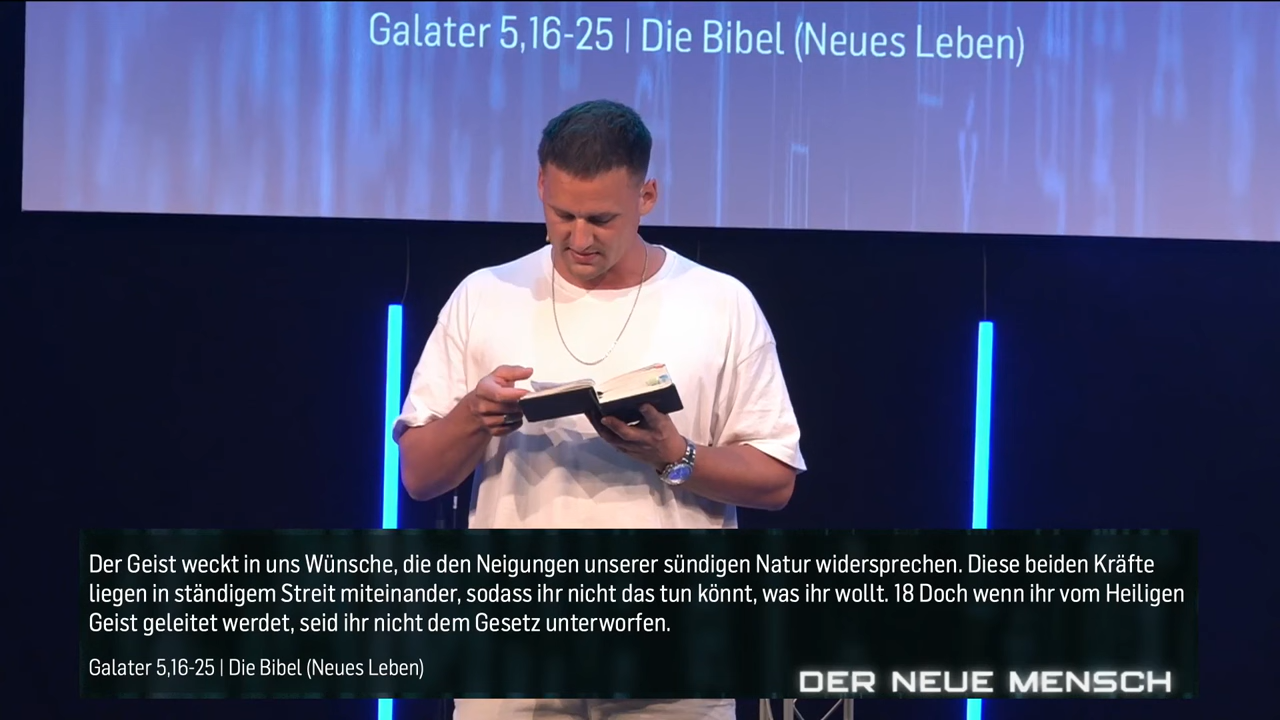 Galater 5,16-25 | Die Bibel (Neues Leben)
Der Geist weckt in uns Wünsche, die den Neigungen unserer sündigen Natur widersprechen. Diese beiden Kräfte
liegen in ständigem Streit miteinander, sodass ihr nicht das tun könnt, was ihr wollt. 18 Doch wenn ihr vom Heiligen
Geist geleitet werdet, seid ihr nicht dem Gesetz unterworfen.
Galater 5,16-25 | Die Bibel (Neues Leben)
DER NEUE MENSCH